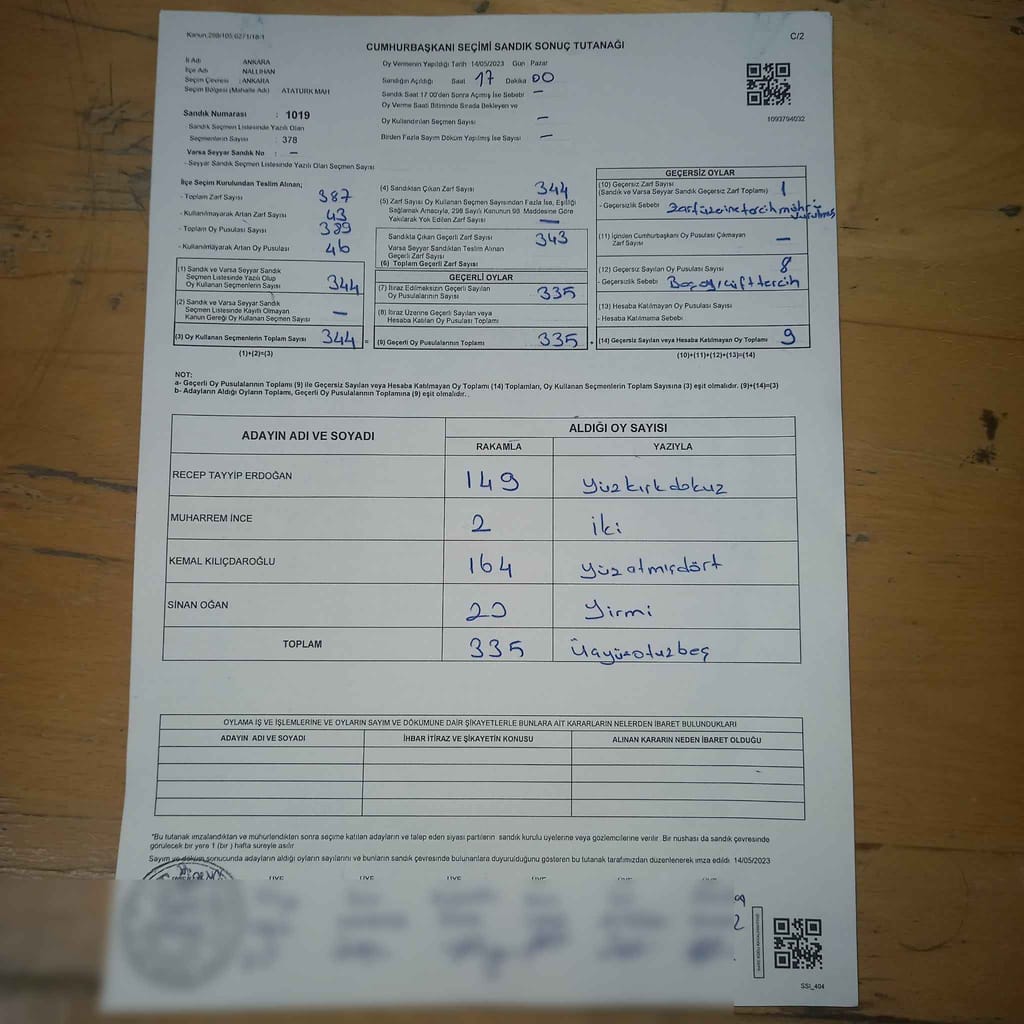 Kanun:298/105,6271/18-1
C/2
CUMHURBAŞKANI SEÇİMİ SANDIK SONUÇ TUTANAĞI
İl Adı ANKARA
İlçe Adı NALLIHAN
Seçim Çevresi : ANKARA
Seçim Bölgesi (Mahalle Adı) ATATÜRK MAH
Oy Vermenin Yapıldığı Tarih 14/05/2023 Gün Pazar
Sandığın Açıldığı Saat 17 Dakika 00
Sandık Saat 17:00'den Sonra Açılmış İse Sebebi —
Oy Verme Saati Bitiminde Sırada Bekleyen ve
Oy Kullandırılan Seçmen Sayısı —
Birden Fazla Sayım Döküm Yapılmış İse Sayısı —
1093794032
Sandık Numarası : 1019
- Sandık Seçmen Listesinde Yazılı Olan
Seçmenlerin Sayısı : 378
Varsa Seyyar Sandık No : —
- Seyyar Sandık Seçmen Listesinde Yazılı Olan Seçmen Sayısı
İlçe Seçim Kurulundan Teslim Alınan;
- Toplam Zarf Sayısı 387
- Kullanılmayarak Artan Zarf Sayısı 43
- Toplam Oy Pusulası Sayısı 389
- Kullanılmayarak Artan Oy Pusulası 46
(1) Sandık ve Varsa Seyyar Sandık
Seçmen Listesinde Yazılı Olup
Oy Kullanan Seçmenlerin Sayısı 344
(2) Sandık ve Varsa Seyyar Sandık
Seçmen Listesinde Kayıtlı Olmayan
Kanun Gereği Oy Kullanan Seçmen Sayısı —
(3) Oy Kullanan Seçmenlerin Toplam Sayısı 344 =
(1)+(2)=(3)
(4) Sandıktan Çıkan Zarf Sayısı 344
(5) Zarf Sayısı Oy Kullanan Seçmen Sayısından Fazla İse, Eşitliği
Sağlamak Amacıyla, 298 Sayılı Kanunun 98. Maddesine Göre
Yakılarak Yok Edilen Zarf Sayısı —
Sandıkla Çıkan Geçerli Zarf Sayısı 343
Varsa Seyyar Sandıktan Teslim Alınan
Geçerli Zarf Sayısı
(6) Toplam Geçerli Zarf Sayısı
GEÇERLİ OYLAR
(7) İtiraz Edilmeksizin Geçerli Sayılan
Oy Pusulalarının Sayısı 335
(8) İtiraz Üzerine Geçerli Sayılan veya
Hesaba Katılan Oy Pusulası Toplamı
(9) Geçerli Oy Pusulalarının Toplamı 335 +
GEÇERSİZ OYLAR
(10) Geçersiz Zarf Sayısı
(Sandık ve Varsa Seyyar Sandık Geçersiz Zarf Toplamı) 1
- Geçersizlik Sebebi Zarf üzerine tercih mührü
vurulmuş
(11) İçinden Cumhurbaşkanı Oy Pusulası Çıkmayan
Zarf Sayısı —
(12) Geçersiz Sayılan Oy Pusulası Sayısı 8
- Geçersizlik Sebebi Boş oy, çift tercih
(13) Hesaba Katılmayan Oy Pusulası Sayısı
- Hesaba Katılmama Sebebi
(14) Geçersiz Sayılan veya Hesaba Katılmayan Oy Toplamı 9
(10)+(11)+(12)+(13)=(14)
NOT:
a- Geçerli Oy Pusulalarının Toplamı (9) ile Geçersiz Sayılan veya Hesaba Katılmayan Oy Toplamı (14) Toplamları, Oy Kullanan Seçmenlerin Toplam Sayısına (3) eşit olmalıdır. (9)+(14)=(3)
b- Adayların Aldığı Oyların Toplamı, Geçerli Oy Pusulalarının Toplamına (9) eşit olmalıdır.
ADAYIN ADI VE SOYADI
ALDIĞI OY SAYISI
RAKAMLA YAZIYLA
RECEP TAYYİP ERDOĞAN 149 Yüzkırkdokuz
MUHARREM İNCE 2 iki
KEMAL KILIÇDAROĞLU 164 Yüzatmışdört
SİNAN OĞAN 20 Yirmi
TOPLAM 335 Üçyüzotuzbeş
OYLAMA İŞ VE İŞLEMLERİNE VE OYLARIN SAYIM VE DÖKÜMÜNE DAİR ŞİKAYETLERLE BUNLARA AİT KARARLARIN NELERDEN İBARET BULUNDUKLARI
ADAYIN ADI VE SOYADI İHBAR İTİRAZ VE ŞİKAYETİN KONUSU ALINAN KARARIN NEDEN İBARET OLDUĞU
"Bu tutanak imzalandıktan ve mühürlendikten sonra seçime katılan adayların ve talep eden siyasi partilerin sandık kurulu üyelerine veya gözlemcilerine verilir. Bir nüshası da sandık çevresinde
görülecek bir yere 1 (bir) hafta süreyle asılır
Sayım ve döküm sonucunda adayların aldığı oyların sayılarını ve bunların sandık çevresinde bulunanlara duyurulduğunu gösteren bu tutanak tarafımızdan düzenlenerek imza edildi. 14/05/2023
ÜYE ÜYE ÜYE ÜYE ÜYE ÜYE
SSI_404